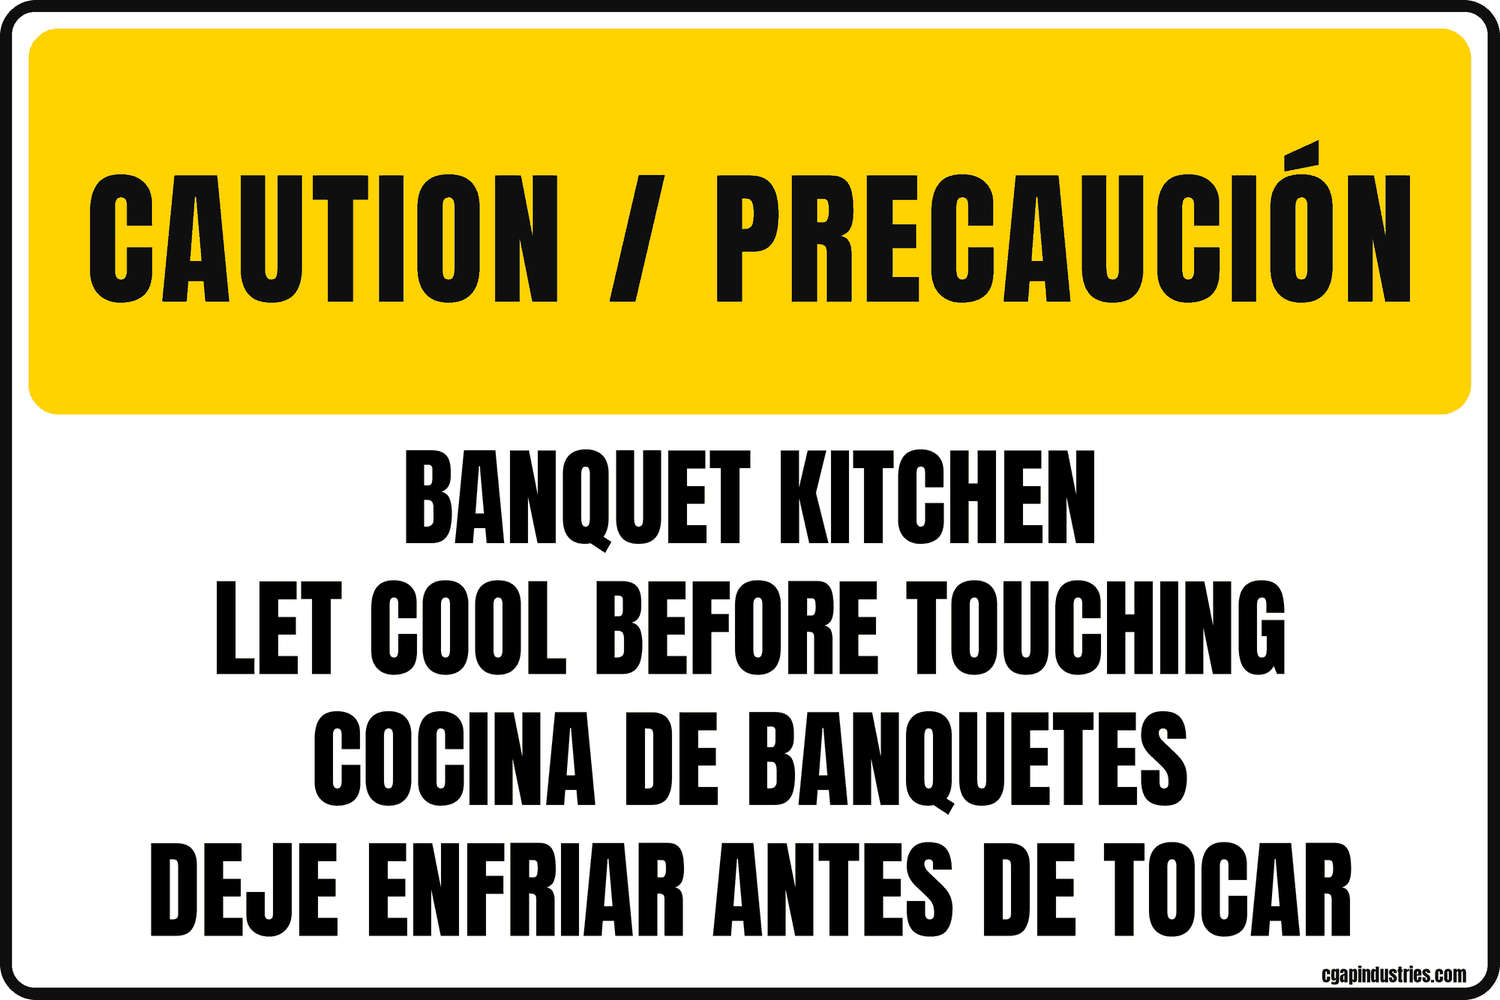 CAUTION / PRECAUCIÓN
BANQUET KITCHEN
LET COOL BEFORE TOUCHING
COCINA DE BANQUETES
DEJE ENFRIAR ANTES DE TOCAR
cgapindustries.com